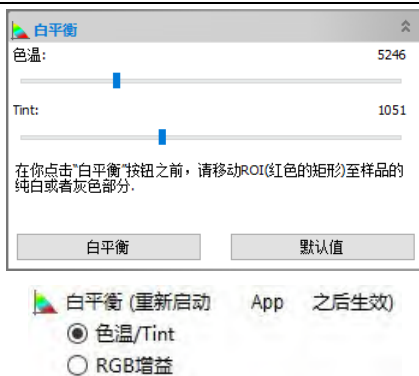 白平衡
色温: 5246
Tint: 1051
在你点击"白平衡"按钮之前，请移动ROI(红色的矩形)至样品的
纯白或者灰色部分.
白平衡 默认值
白平衡 (重新启动 App 之后生效)
色温/Tint
RGB增益